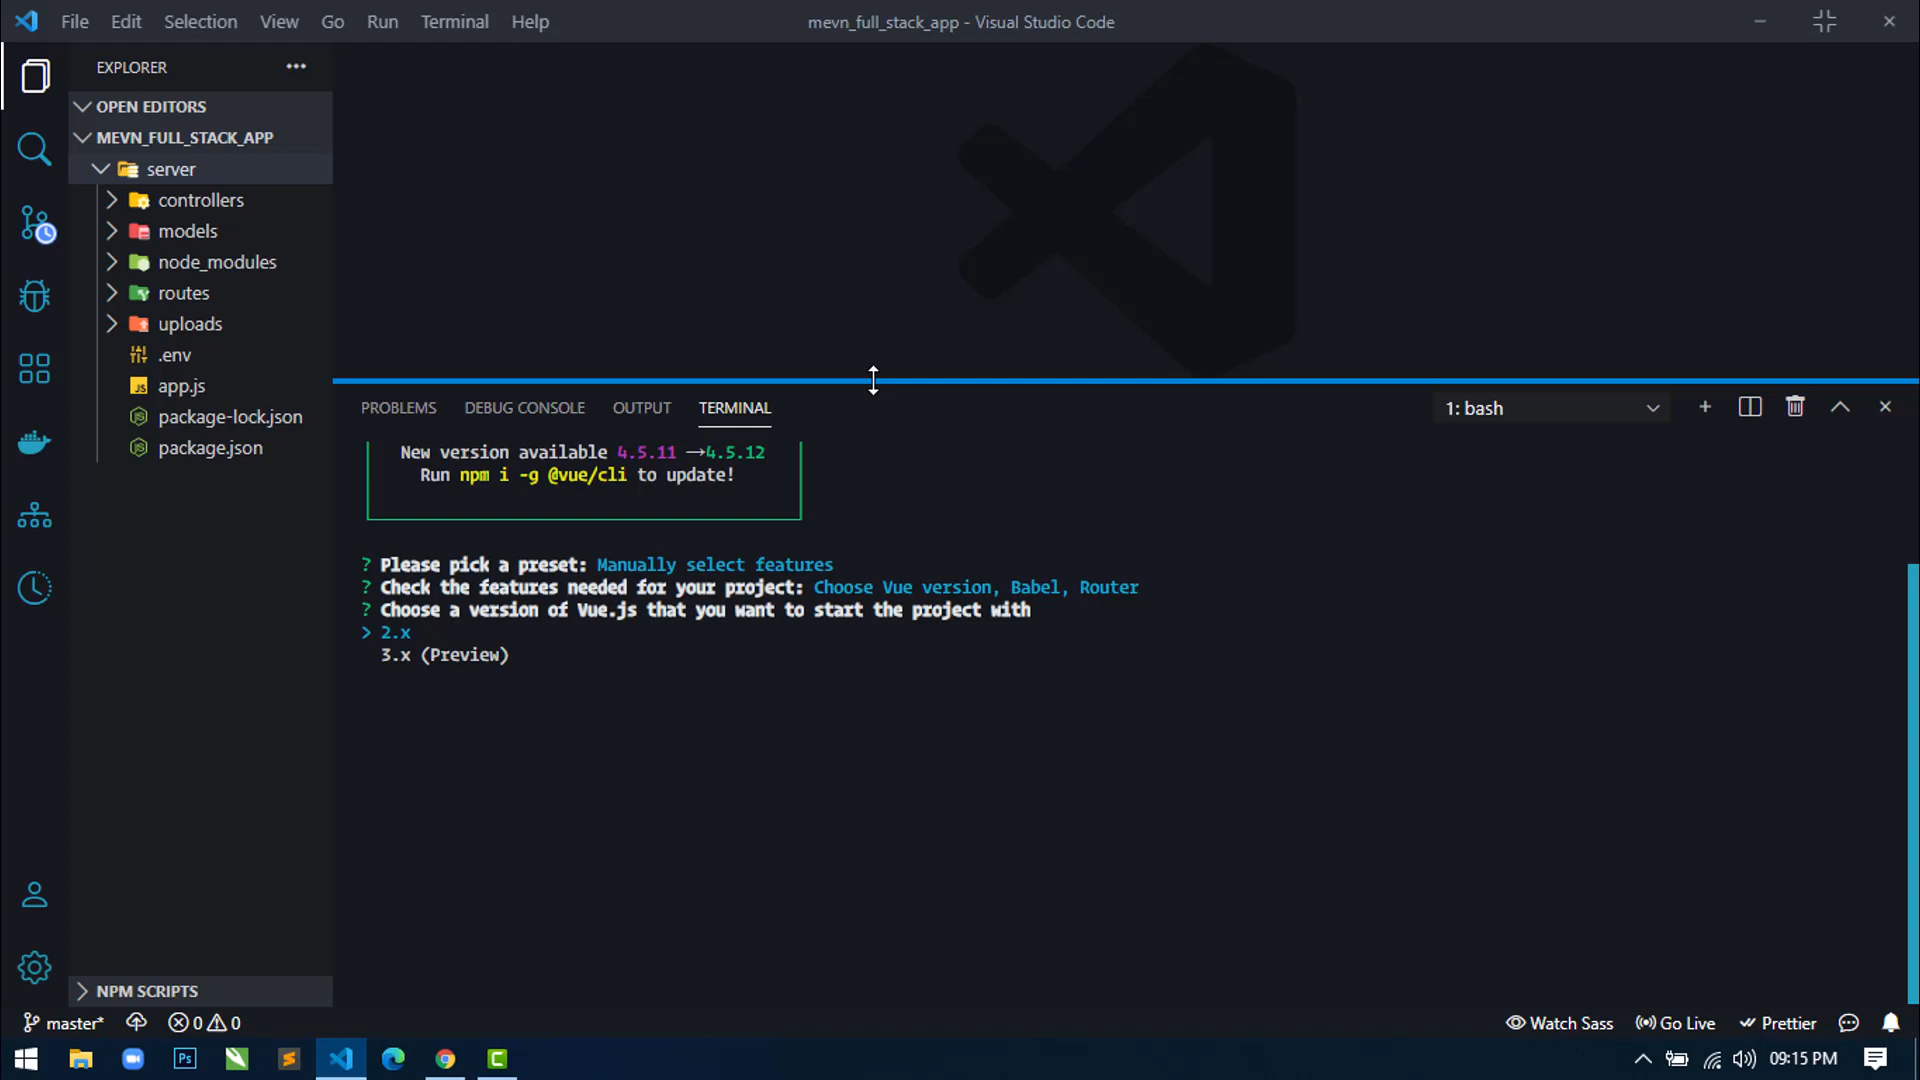 File Edit Selection View Go Run Terminal Help
mevn_full_stack_app - Visual Studio Code
EXPLORER
OPEN EDITORS
MEVN_FULL_STACK_APP
server
controllers
models
node_modules
routes
uploads
.env
JS app.js
package-lock.json
package.json
NPM SCRIPTS
PROBLEMS DEBUG CONSOLE OUTPUT TERMINAL
1: bash
New version available 4.5.11 →4.5.12
Run npm i -g @vue/cli to update!
? Please pick a preset: Manually select features
? Check the features needed for your project: Choose Vue version, Babel, Router
? Choose a version of Vue.js that you want to start the project with
> 2.x
3.x (Preview)
master* 0 0
Watch Sass Go Live Prettier
Ps C 09:15 PM